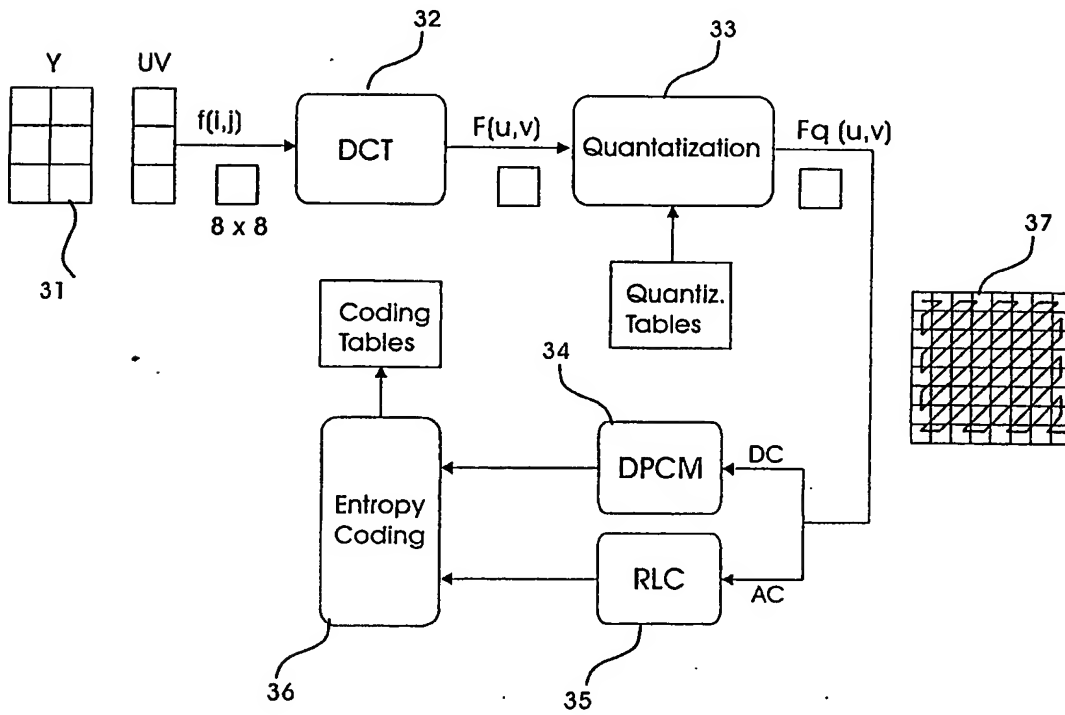 32
33
Y
UV
f(i,j)
DCT
F(u,v)
Quantatization
Fq (u,v)
8 x 8
31
37
Coding
Tables
Quantiz.
Tables
34
DPCM
DC
Entropy
Coding
RLC
AC
36
35